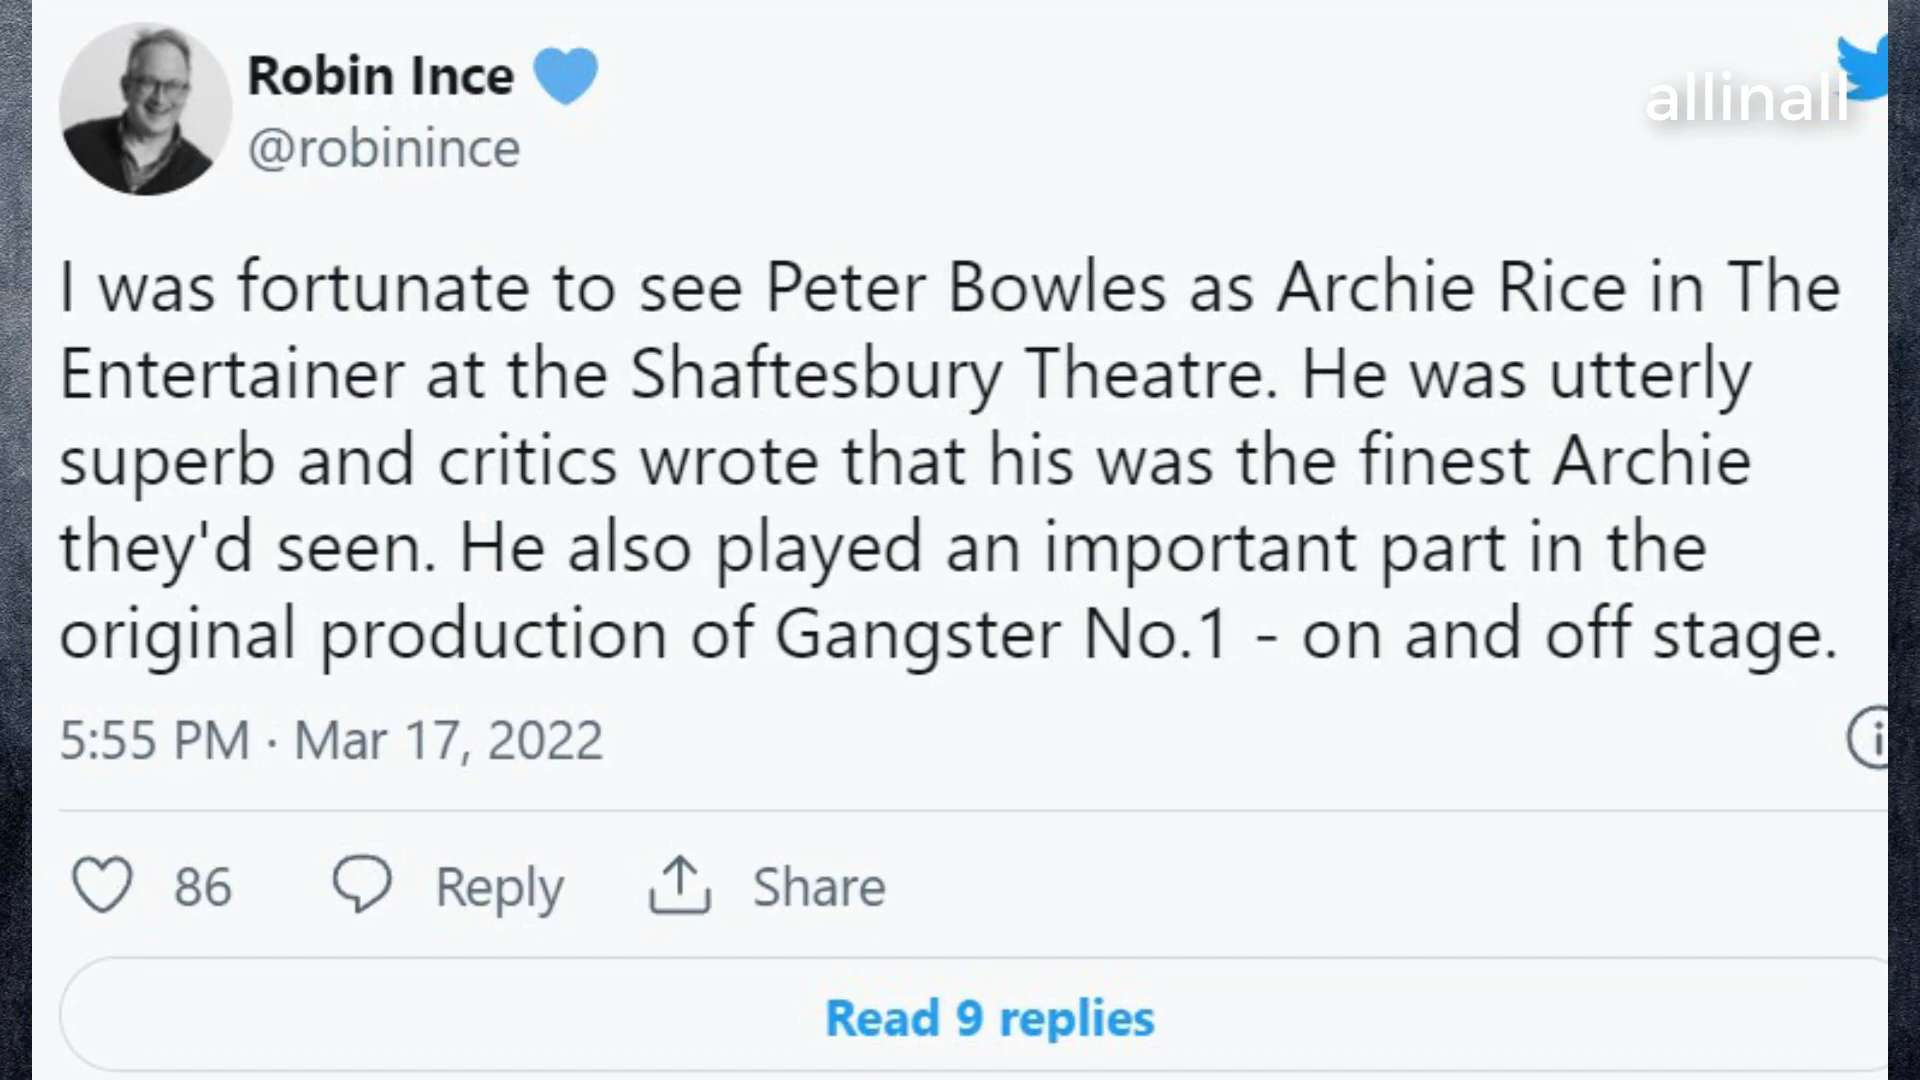 Robin Ince 💙
@robinince
allinall
I was fortunate to see Peter Bowles as Archie Rice in The
Entertainer at the Shaftesbury Theatre. He was utterly
superb and critics wrote that his was the finest Archie
they'd seen. He also played an important part in the
original production of Gangster No.1 - on and off stage.
5:55 PM · Mar 17, 2022
86 Reply Share
Read 9 replies